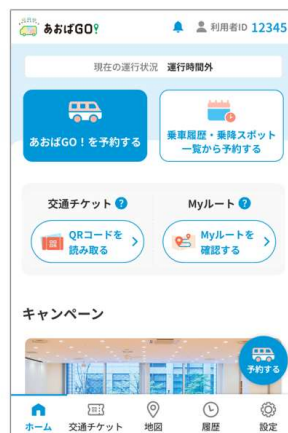 あおばGO!
利用者ID 12345
現在の運行状況 運行時間外
あおばGO！を予約する
乗車履歴・乗降スポット
一覧から予約する
交通チケット ?
Myルート ?
QRコードを
読み取る
Myルートを
確認する
キャンペーン
予約する
ホーム
交通チケット
地図
履歴
設定